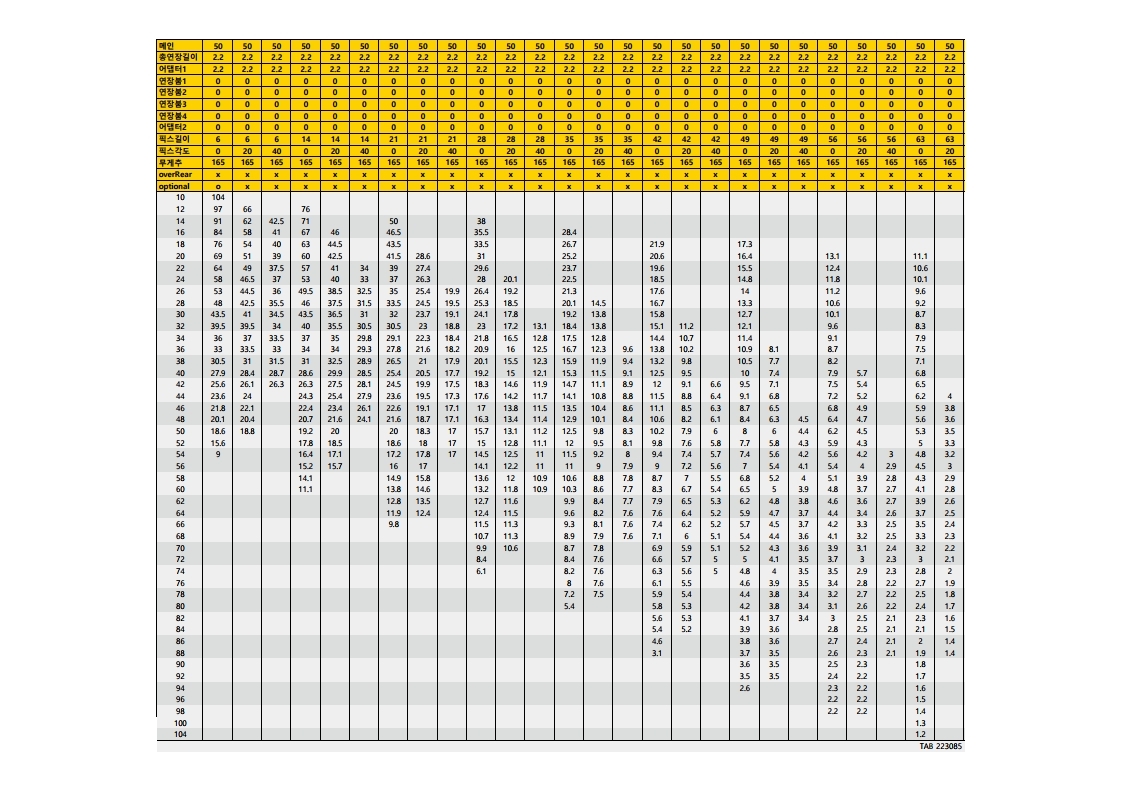 메인 50 50 50 50 50 50 50 50 50 50 50 50 50 50 50 50 50 50 50 50 50 50 50 50 50 50
총연장길이 2.2 2.2 2.2 2.2 2.2 2.2 2.2 2.2 2.2 2.2 2.2 2.2 2.2 2.2 2.2 2.2 2.2 2.2 2.2 2.2 2.2 2.2 2.2 2.2 2.2 2.2
어댑터1 2.2 2.2 2.2 2.2 2.2 2.2 2.2 2.2 2.2 2.2 2.2 2.2 2.2 2.2 2.2 2.2 2.2 2.2 2.2 2.2 2.2 2.2 2.2 2.2 2.2 2.2
연장붐1 0 0 0 0 0 0 0 0 0 0 0 0 0 0 0 0 0 0 0 0 0 0 0 0 0 0
연장붐2 0 0 0 0 0 0 0 0 0 0 0 0 0 0 0 0 0 0 0 0 0 0 0 0 0 0
연장붐3 0 0 0 0 0 0 0 0 0 0 0 0 0 0 0 0 0 0 0 0 0 0 0 0 0 0
연장붐4 0 0 0 0 0 0 0 0 0 0 0 0 0 0 0 0 0 0 0 0 0 0 0 0 0 0
어댑터2 0 0 0 0 0 0 0 0 0 0 0 0 0 0 0 0 0 0 0 0 0 0 0 0 0 0
픽스길이 6 6 6 14 14 14 21 21 21 28 28 28 35 35 35 42 42 42 49 49 49 56 56 56 63 63
픽스각도 0 20 40 0 20 40 0 20 40 0 20 40 0 20 40 0 20 40 0 20 40 0 20 40 0 20
무게추 165 165 165 165 165 165 165 165 165 165 165 165 165 165 165 165 165 165 165 165 165 165 165 165 165 165
overRear x x x x x x x x x x x x x x x x x x x x x x x x x x
optional o x x x x x x x x x x x x x x x x x x x x x x x x x
10 104
12 97 66 76
14 91 62 42.5 71 50 38
16 84 58 41 67 46 46.5 35.5 28.4
18 76 54 40 63 44.5 43.5 33.5 26.7 21.9 17.3
20 69 51 39 60 42.5 41.5 28.6 31 25.2 20.6 16.4 13.1 11.1
22 64 49 37.5 57 41 34 39 27.4 29.6 23.7 19.6 15.5 12.4 10.6
24 58 46.5 37 53 40 33 37 26.3 28 20.1 22.5 18.5 14.8 11.8 10.1
26 53 44.5 36 49.5 38.5 32.5 35 25.4 19.9 26.4 19.2 21.3 17.6 14 11.2 9.6
28 48 42.5 35.5 46 37.5 31.5 33.5 24.5 19.5 25.3 18.5 20.1 14.5 16.7 13.3 10.6 9.2
30 43.5 41 34.5 43.5 36.5 31 32 23.7 19.1 24.1 17.8 19.2 13.8 15.8 12.7 10.1 8.7
32 39.5 39.5 34 40 35.5 30.5 30.5 23 18.8 23 17.2 13.1 18.4 13.8 15.1 11.2 12.1 9.6 8.3
34 36 37 33.5 37 35 29.8 29.1 22.3 18.4 21.8 16.5 12.8 17.5 12.8 14.4 10.7 11.4 9.1 7.9
36 33 33.5 33 34 34 29.3 27.8 21.6 18.2 20.9 16 12.5 16.7 12.3 9.6 13.8 10.2 10.9 8.1 8.7 7.5
38 30.5 31 31.5 31 32.5 28.9 26.5 21 17.9 20.1 15.5 12.3 15.9 11.9 9.4 13.2 9.8 10.5 7.7 8.2 7.1
40 27.9 28.4 28.7 28.6 29.9 28.5 25.4 20.5 17.7 19.2 15 12.1 15.3 11.5 9.1 12.5 9.5 10 7.4 7.9 5.7 6.8
42 25.6 26.1 26.3 26.3 27.5 28.1 24.5 19.9 17.5 18.3 14.6 11.9 14.7 11.1 8.9 12 9.1 6.6 9.5 7.1 7.5 5.4 6.5
44 23.6 24 24.3 25.4 27.9 23.6 19.5 17.3 17.6 14.2 11.7 14.1 10.8 8.8 11.5 8.8 6.4 9.1 6.8 7.2 5.2 6.2 4
46 21.8 22.1 22.4 23.4 26.1 22.6 19.1 17.1 17 13.8 11.5 13.5 10.4 8.6 11.1 8.5 6.3 8.7 6.5 6.8 4.9 5.9 3.8
48 20.1 20.4 20.7 21.6 24.1 21.6 18.7 17.1 16.3 13.4 11.4 12.9 10.1 8.4 10.6 8.2 6.1 8.4 6.3 4.5 6.4 4.7 5.6 3.6
50 18.6 18.8 19.2 20 20 18.3 17 15.7 13.1 11.2 12.5 9.8 8.3 10.2 7.9 6 8 6 4.4 6.2 4.5 5.3 3.5
52 15.6 17.8 18.5 18.6 18 17 15 12.8 11.1 12 9.5 8.1 9.8 7.6 5.8 7.7 5.8 4.3 5.9 4.3 5 3.3
54 9 16.4 17.1 17.2 17.8 17 14.5 12.5 11 11.5 9.2 8 9.4 7.4 5.7 7.4 5.6 4.2 5.6 4.2 3 4.8 3.2
56 15.2 15.7 16 17 14.1 12.2 11 11 9 7.9 9 7.2 5.6 7 5.4 4.1 5.4 4 2.9 4.5 3
58 14.1 14.9 15.8 13.6 12 10.9 10.6 8.8 7.8 8.7 7 5.5 6.8 5.2 4 5.1 3.9 2.8 4.3 2.9
60 11.1 13.8 14.6 13.2 11.8 10.9 10.3 8.6 7.7 8.3 6.7 5.4 6.5 5 3.9 4.8 3.7 2.7 4.1 2.8
62 12.8 13.5 12.7 11.6 9.9 8.4 7.7 7.9 6.5 5.3 6.2 4.8 3.8 4.6 3.6 2.7 3.9 2.6
64 11.9 12.4 12.4 11.5 9.6 8.2 7.6 7.6 6.4 5.2 5.9 4.7 3.7 4.4 3.4 2.6 3.7 2.5
66 9.8 11.5 11.3 9.3 8.1 7.6 7.4 6.2 5.2 5.7 4.5 3.7 4.2 3.3 2.5 3.5 2.4
68 10.7 11.3 8.9 7.9 7.6 7.1 6 5.1 5.4 4.4 3.6 4.1 3.2 2.5 3.3 2.3
70 9.9 10.6 8.7 7.8 6.9 5.9 5.1 5.2 4.3 3.6 3.9 3.1 2.4 3.2 2.2
72 8.4 8.4 7.6 6.6 5.7 5 5 4.1 3.5 3.7 3 2.3 3 2.1
74 6.1 8.2 7.6 6.3 5.6 5 4.8 4 3.5 3.5 2.9 2.3 2.8 2
76 8 7.6 6.1 5.5 4.6 3.9 3.5 3.4 2.8 2.2 2.7 1.9
78 7.2 7.5 5.9 5.4 4.4 3.8 3.4 3.2 2.7 2.2 2.5 1.8
80 5.4 5.8 5.3 4.2 3.8 3.4 3.1 2.6 2.2 2.4 1.7
82 5.6 5.3 4.1 3.7 3.4 3 2.5 2.1 2.3 1.6
84 5.4 5.2 3.9 3.6 2.8 2.5 2.1 2.1 1.5
86 4.6 3.8 3.6 2.7 2.4 2.1 2 1.4
88 3.1 3.7 3.5 2.6 2.3 2.1 1.9 1.4
90 3.6 3.5 2.5 2.3 1.8
92 3.5 3.5 2.4 2.2 1.7
94 2.6 2.3 2.2 1.6
96 2.2 2.2 1.5
98 2.2 2.2 1.4
100 1.3
104 1.2
TAB 223085